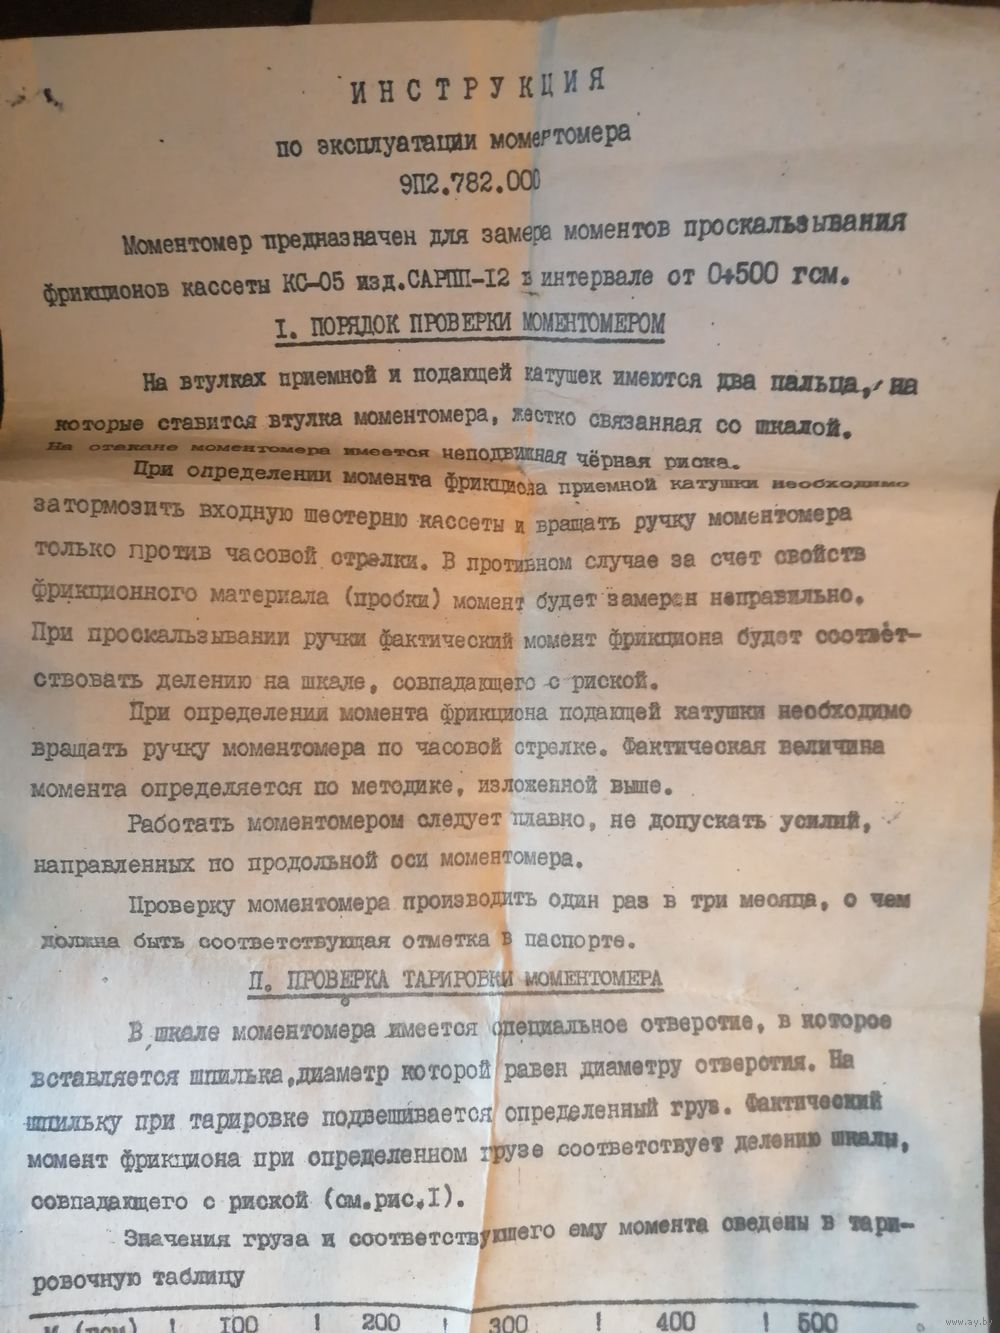 ИНСТРУКЦИЯ
по эксплуатации моментомера
9П2.782.000
Моментомер предназначен для замера моментов проскальзывания
фрикционов кассеты КС-05 изд.САРПП-12 в интервале от 0÷500 гсм.
I. ПОРЯДОК ПРОВЕРКИ МОМЕНТОМЕРОМ
На втулках приемной и подающей катушек имеются два пальца, на
которые ставится втулка моментомера, жестко связанная со шкалой.
На стакане моментомера имеется неподвижная чёрная риска.
При определении момента фрикциона приемной катушки необходимо
затормозить входную шестерню кассеты и вращать ручку моментомера
только против часовой стрелки. В противном случае за счет свойств
фрикционного материала (пробки) момент будет замерен неправильно.
При проскальзывании ручки фактический момент фрикциона будет соответ-
ствовать делению на шкале, совпадающего с риской.
При определении момента фрикциона подающей катушки необходимо
вращать ручку моментомера по часовой стрелке. Фактическая величина
момента определяется по методике, изложенной выше.
Работать моментомером следует плавно, не допускать усилий,
направленных по продольной оси моментомера.
Проверку моментомера производить один раз в три месяца, о чем
должна быть соответствующая отметка в паспорте.
П. ПРОВЕРКА ТАРИРОВКИ МОМЕНТОМЕРА
В шкале моментомера имеется специальное отверстие, в которое
вставляется шпилька,диаметр которой равен диаметру отверстия. На
шпильку при тарировке подвешивается определенный груз. Фактический
момент фрикциона при определенном грузе соответствует делению шкалы,
совпадающего с риской (см.рис.I).
Значения груза и соответствующего ему момента сведены в тари-
ровочную таблицу
М (гсм) ! 100 ! 200 ! 300 ! 400 ! 500
www.ay.by